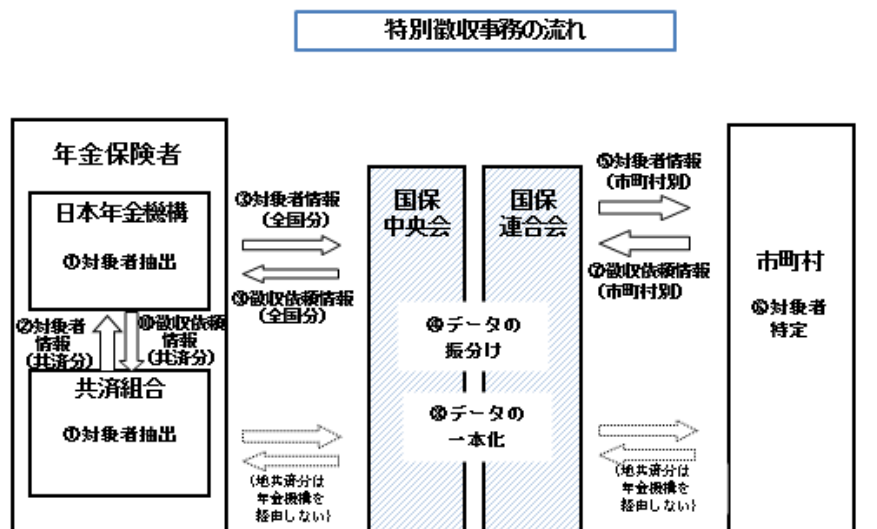 特別徴収事務の流れ
年金保険者
日本年金機構
①対象者抽出
②対象者
情報
(共済分)
⑩徴収依頼
情報
(共済分)
共済組合
①対象者抽出
③対象者情報
(全国分)
⑨徴収依頼情報
(全国分)
(地共済分は
年金機構を
経由しない)
国保
中央会
国保
連合会
④データの
振分け
⑧データの
一本化
⑤対象者情報
(市町村別)
⑦徴収依頼情報
(市町村別)
(地共済分は
年金機構を
経由しない)
市町村
⑥対象者
特定